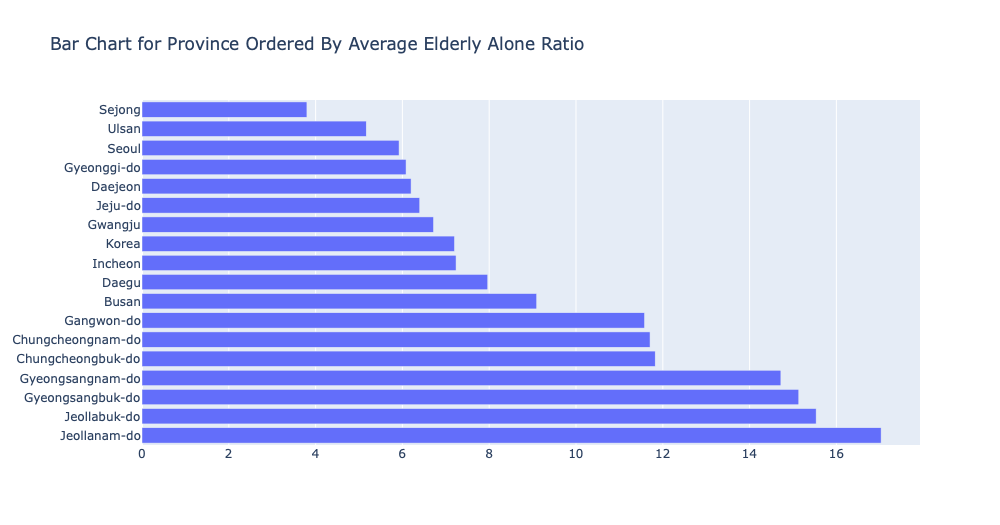 Bar Chart for Province Ordered By Average Elderly Alone Ratio
Sejong
Ulsan
Seoul
Gyeonggi-do
Daejeon
Jeju-do
Gwangju
Korea
Incheon
Daegu
Busan
Gangwon-do
Chungcheongnam-do
Chungcheongbuk-do
Gyeongsangnam-do
Gyeongsangbuk-do
Jeollabuk-do
Jeollanam-do
0 2 4 6 8 10 12 14 16